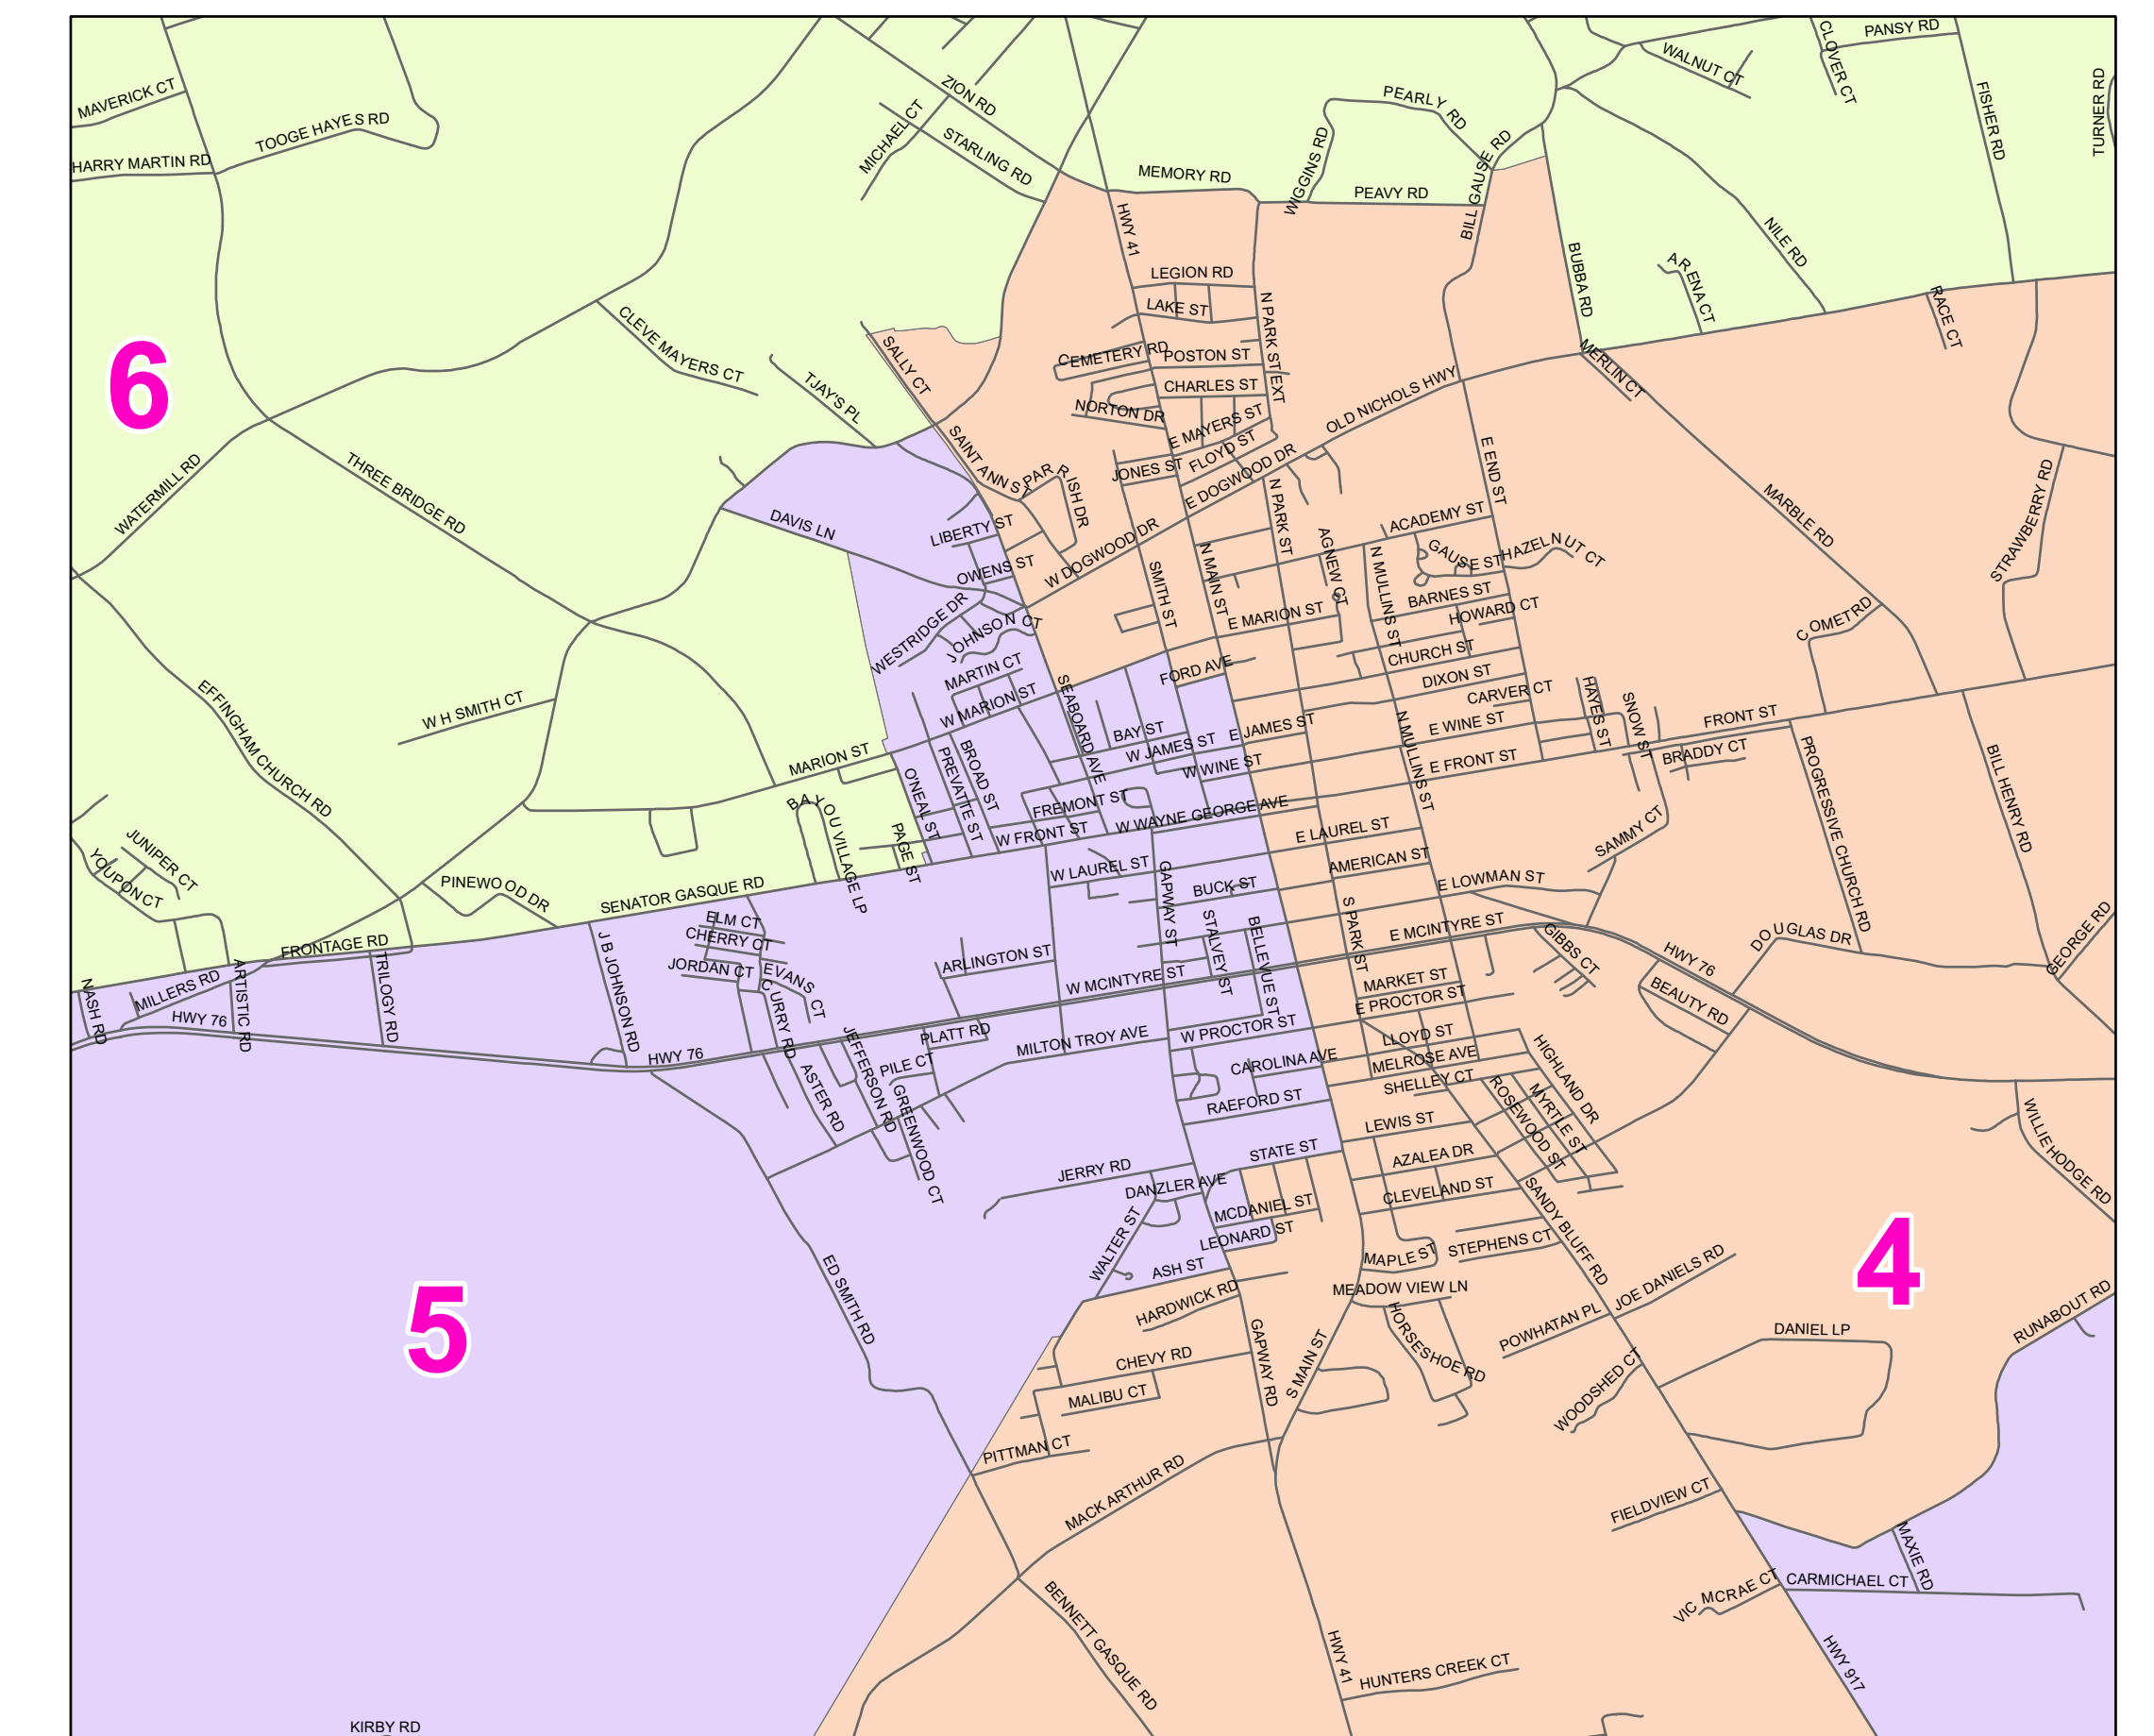 PANSY RD
CLOVER CT
WALNUT CT
FISHER RD
TURNER RD
MAVERICK CT
TOOGE HAYES RD
HARRY MARTIN RD
ZION RD
MICHAEL CT
STARLING RD
MEMORY RD
WIGGINS RD
PEARLY RD
PEAVY RD
BILL GAUSE RD
HWY 41
BUBBA RD
NILE RD
ARENA CT
RACE CT
LEGION RD
LAKE ST
N PARK ST EXT
CEMETERY RD
POSTON ST
CHARLES ST
NORTON DR
E MAYERS ST
FLOYD ST
JONES ST
E DOGWOOD DR
OLD NICHOLS HWY
MERLIN CT
6
CLEVE MAYERS CT
TJAY'S PL
SALLY CT
SAINT ANN ST
PARRISH DR
WATERMILL RD
THREE BRIDGE RD
DAVIS LN
LIBERTY ST
OWENS ST
W DOGWOOD DR
SMITH ST
N MAIN ST
N PARK ST
AGNEW CT
ACADEMY ST
E END ST
GAUSE ST
HAZELNUT CT
MARBLE RD
STRAWBERRY RD
N MULLINS ST
BARNES ST
HOWARD CT
COMET RD
WESTRIDGE DR
JOHNSON CT
E MARION ST
CHURCH ST
DIXON ST
CARVER CT
FORD AVE
MARTIN CT
W MARION ST
SEABOARD AVE
HAYES ST
SNOW ST
FRONT ST
BRADDY CT
EFFINGHAM CHURCH RD
W H SMITH CT
MARION ST
BAY ST
W JAMES ST
E JAMES ST
W WINE ST
E WINE ST
E FRONT ST
N MULLINS ST
PROGRESSIVE CHURCH RD
BILL HENRY RD
O'NEAL ST
PREVATTE ST
BROAD ST
FREMONT ST
W FRONT ST
W WAYNE GEORGE AVE
BAYOU VILLAGE LP
PAGE ST
E LAUREL ST
AMERICAN ST
SAMMY CT
JUNIPER CT
YOUPON CT
PINEWOOD DR
SENATOR GASQUE RD
W LAUREL ST
GAPWAY ST
BUCK ST
E LOWMAN ST
E MCINTYRE ST
S PARK ST
GIBBS CT
HWY 76
DOUGLAS DR
GEORGE RD
FRONTAGE RD
ELM CT
CHERRY CT
JORDAN CT
EVANS CT
CURRY RD
J B JOHNSON RD
ARLINGTON ST
STALVEY ST
BELLEVUE ST
W MCINTYRE ST
MARKET ST
E PROCTOR ST
BEAUTY RD
NASH RD
MILLERS RD
ARTISTIC RD
TRILOGY RD
HWY 76
HWY 76
JEFFERSON RD
PLATT RD
PILE CT
MILTON TROY AVE
W PROCTOR ST
CAROLINA AVE
LLOYD ST
MELROSE AVE
SHELLEY CT
HIGHLAND DR
ROSEWOOD ST
MYRTLE ST
ASTER RD
GREENWOOD CT
RAEFORD ST
LEWIS ST
WILLIE HODGE RD
STATE ST
AZALEA DR
CLEVELAND ST
JERRY RD
DANZLER AVE
MCDANIEL ST
LEONARD ST
WALTER ST
ASH ST
MAPLE ST
STEPHENS CT
SANDY BLUFF RD
JOE DANIELS RD
4
5
ED SMITH RD
HARDWICK RD
MEADOW VIEW LN
HORSESHOE RD
POWHATAN PL
WOODSHED CT
DANIEL LP
RUNABOUT RD
GAPWAY RD
S MAIN ST
CHEVY RD
MALIBU CT
PITTMAN CT
MACK ARTHUR RD
FIELDVIEW CT
MAXIE RD
CARMICHAEL CT
VIC MCRAE CT
BENNETT GASQUE RD
HWY 41
HUNTERS CREEK CT
HWY 917
KIRBY RD